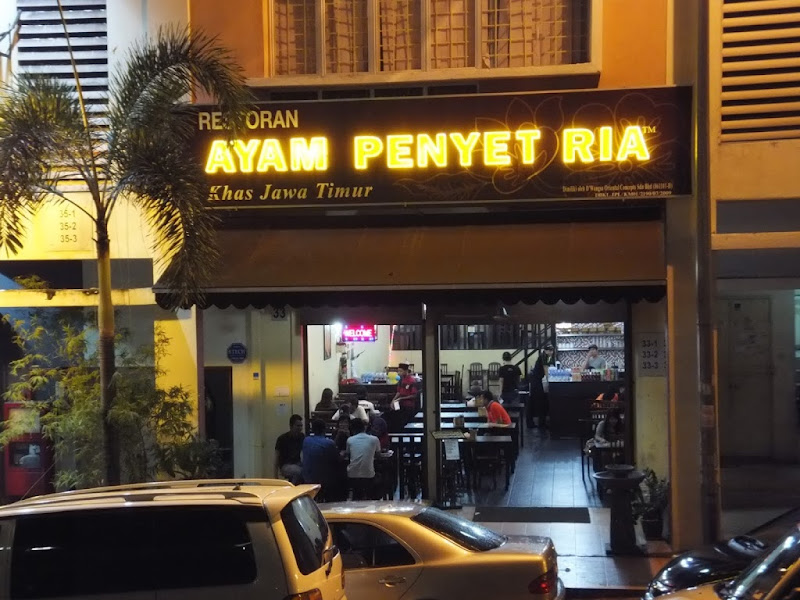 RESTORAN
AYAM PENYET RIA™
Khas Jawa Timur
35-1
35-2
35-3
33
WELCOME
33-1
33-2
33-3